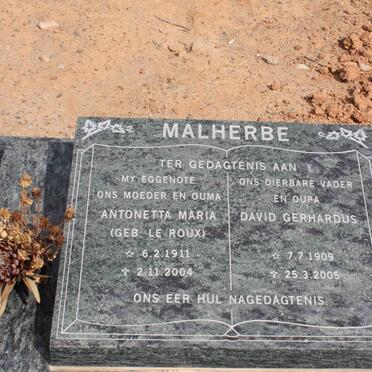 MALHERBE
TER GEDAGTENIS AAN
MY EGGENOTE
ONS MOEDER EN OUMA
ANTONETTA MARIA
(GEB. LE ROUX)
☆ 6.2.1911
✞ 2.11.2004
ONS DIERBARE VADER
EN OUPA
DAVID GERHARDUS
☆ 7.7.1909
✞ 25.3.2005
ONS EER HUL NAGEDAGTENIS